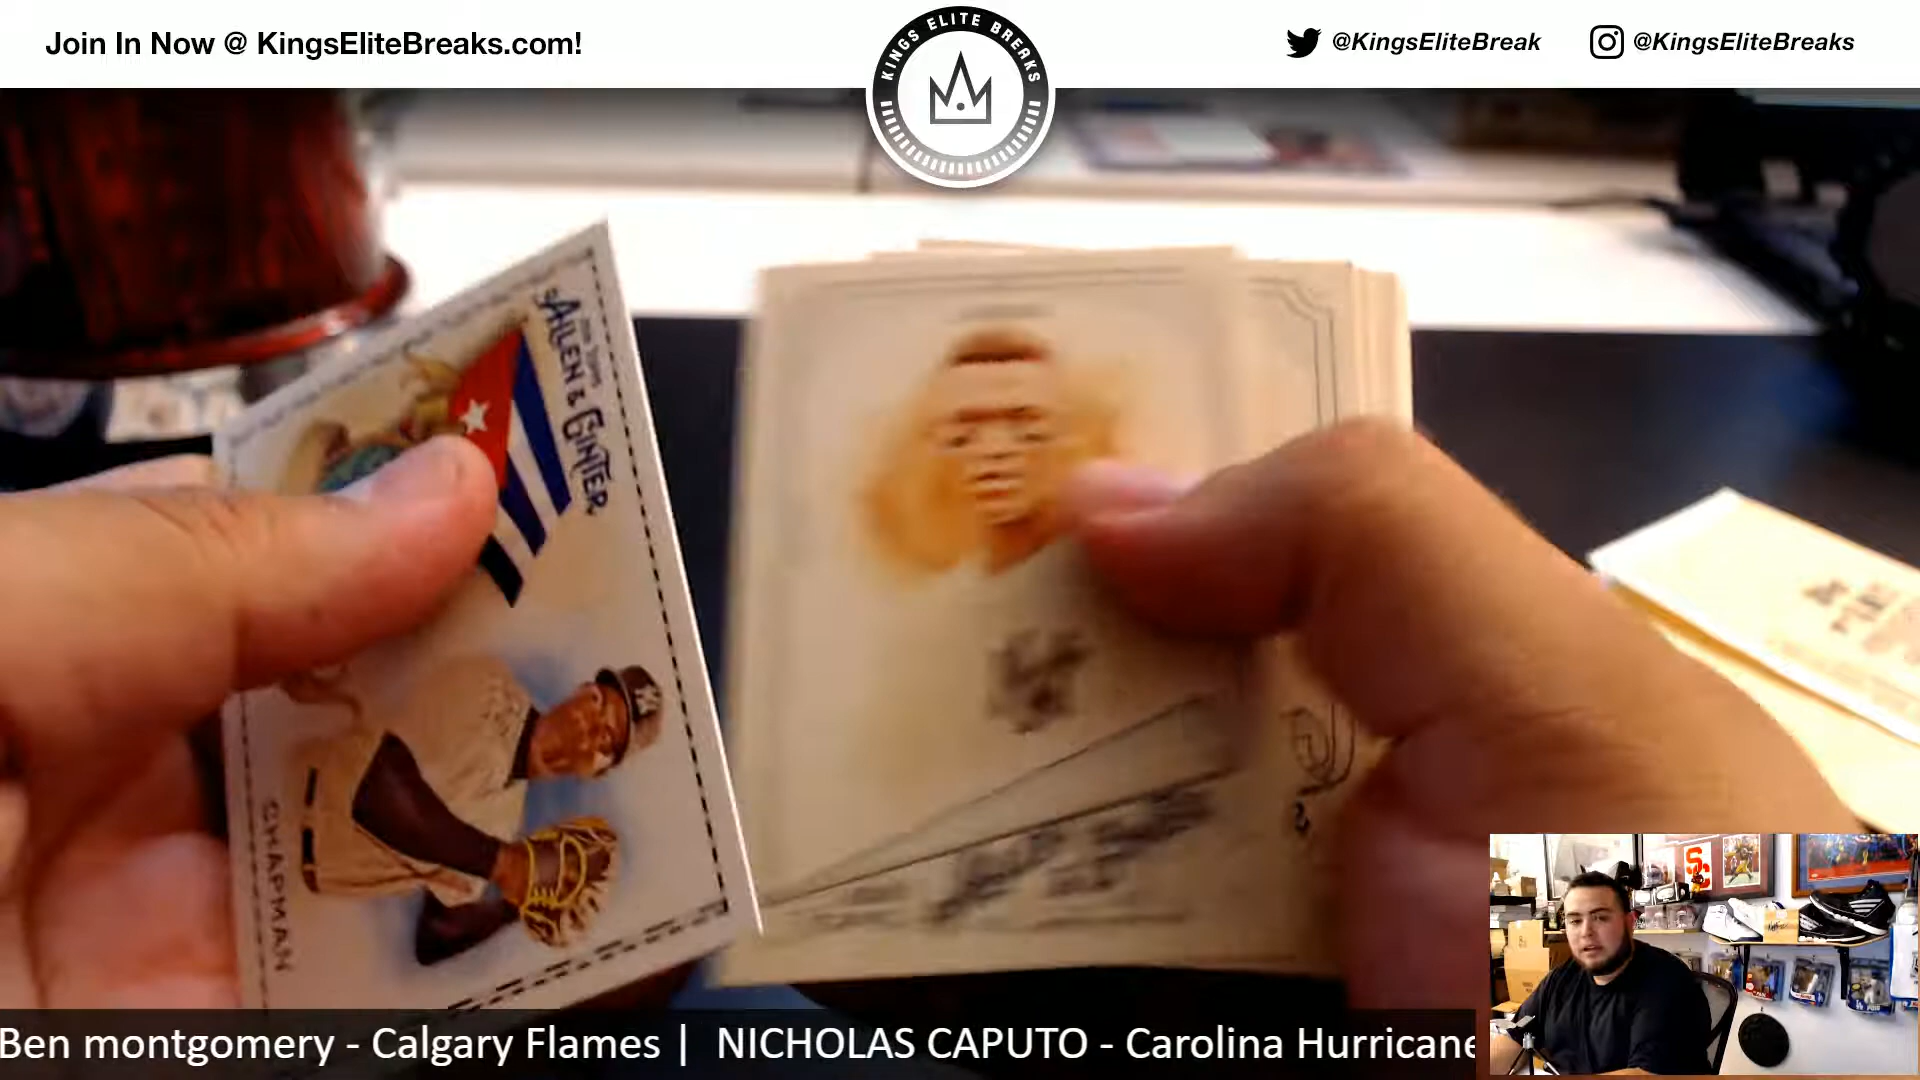 Join In Now @ KingsEliteBreaks.com!
KINGS ELITE BREAKS
@KingsEliteBreak
@KingsEliteBreaks
ALLEN & GINTER
CHAPMAN
Ben montgomery - Calgary Flames | NICHOLAS CAPUTO - Carolina Hurricane